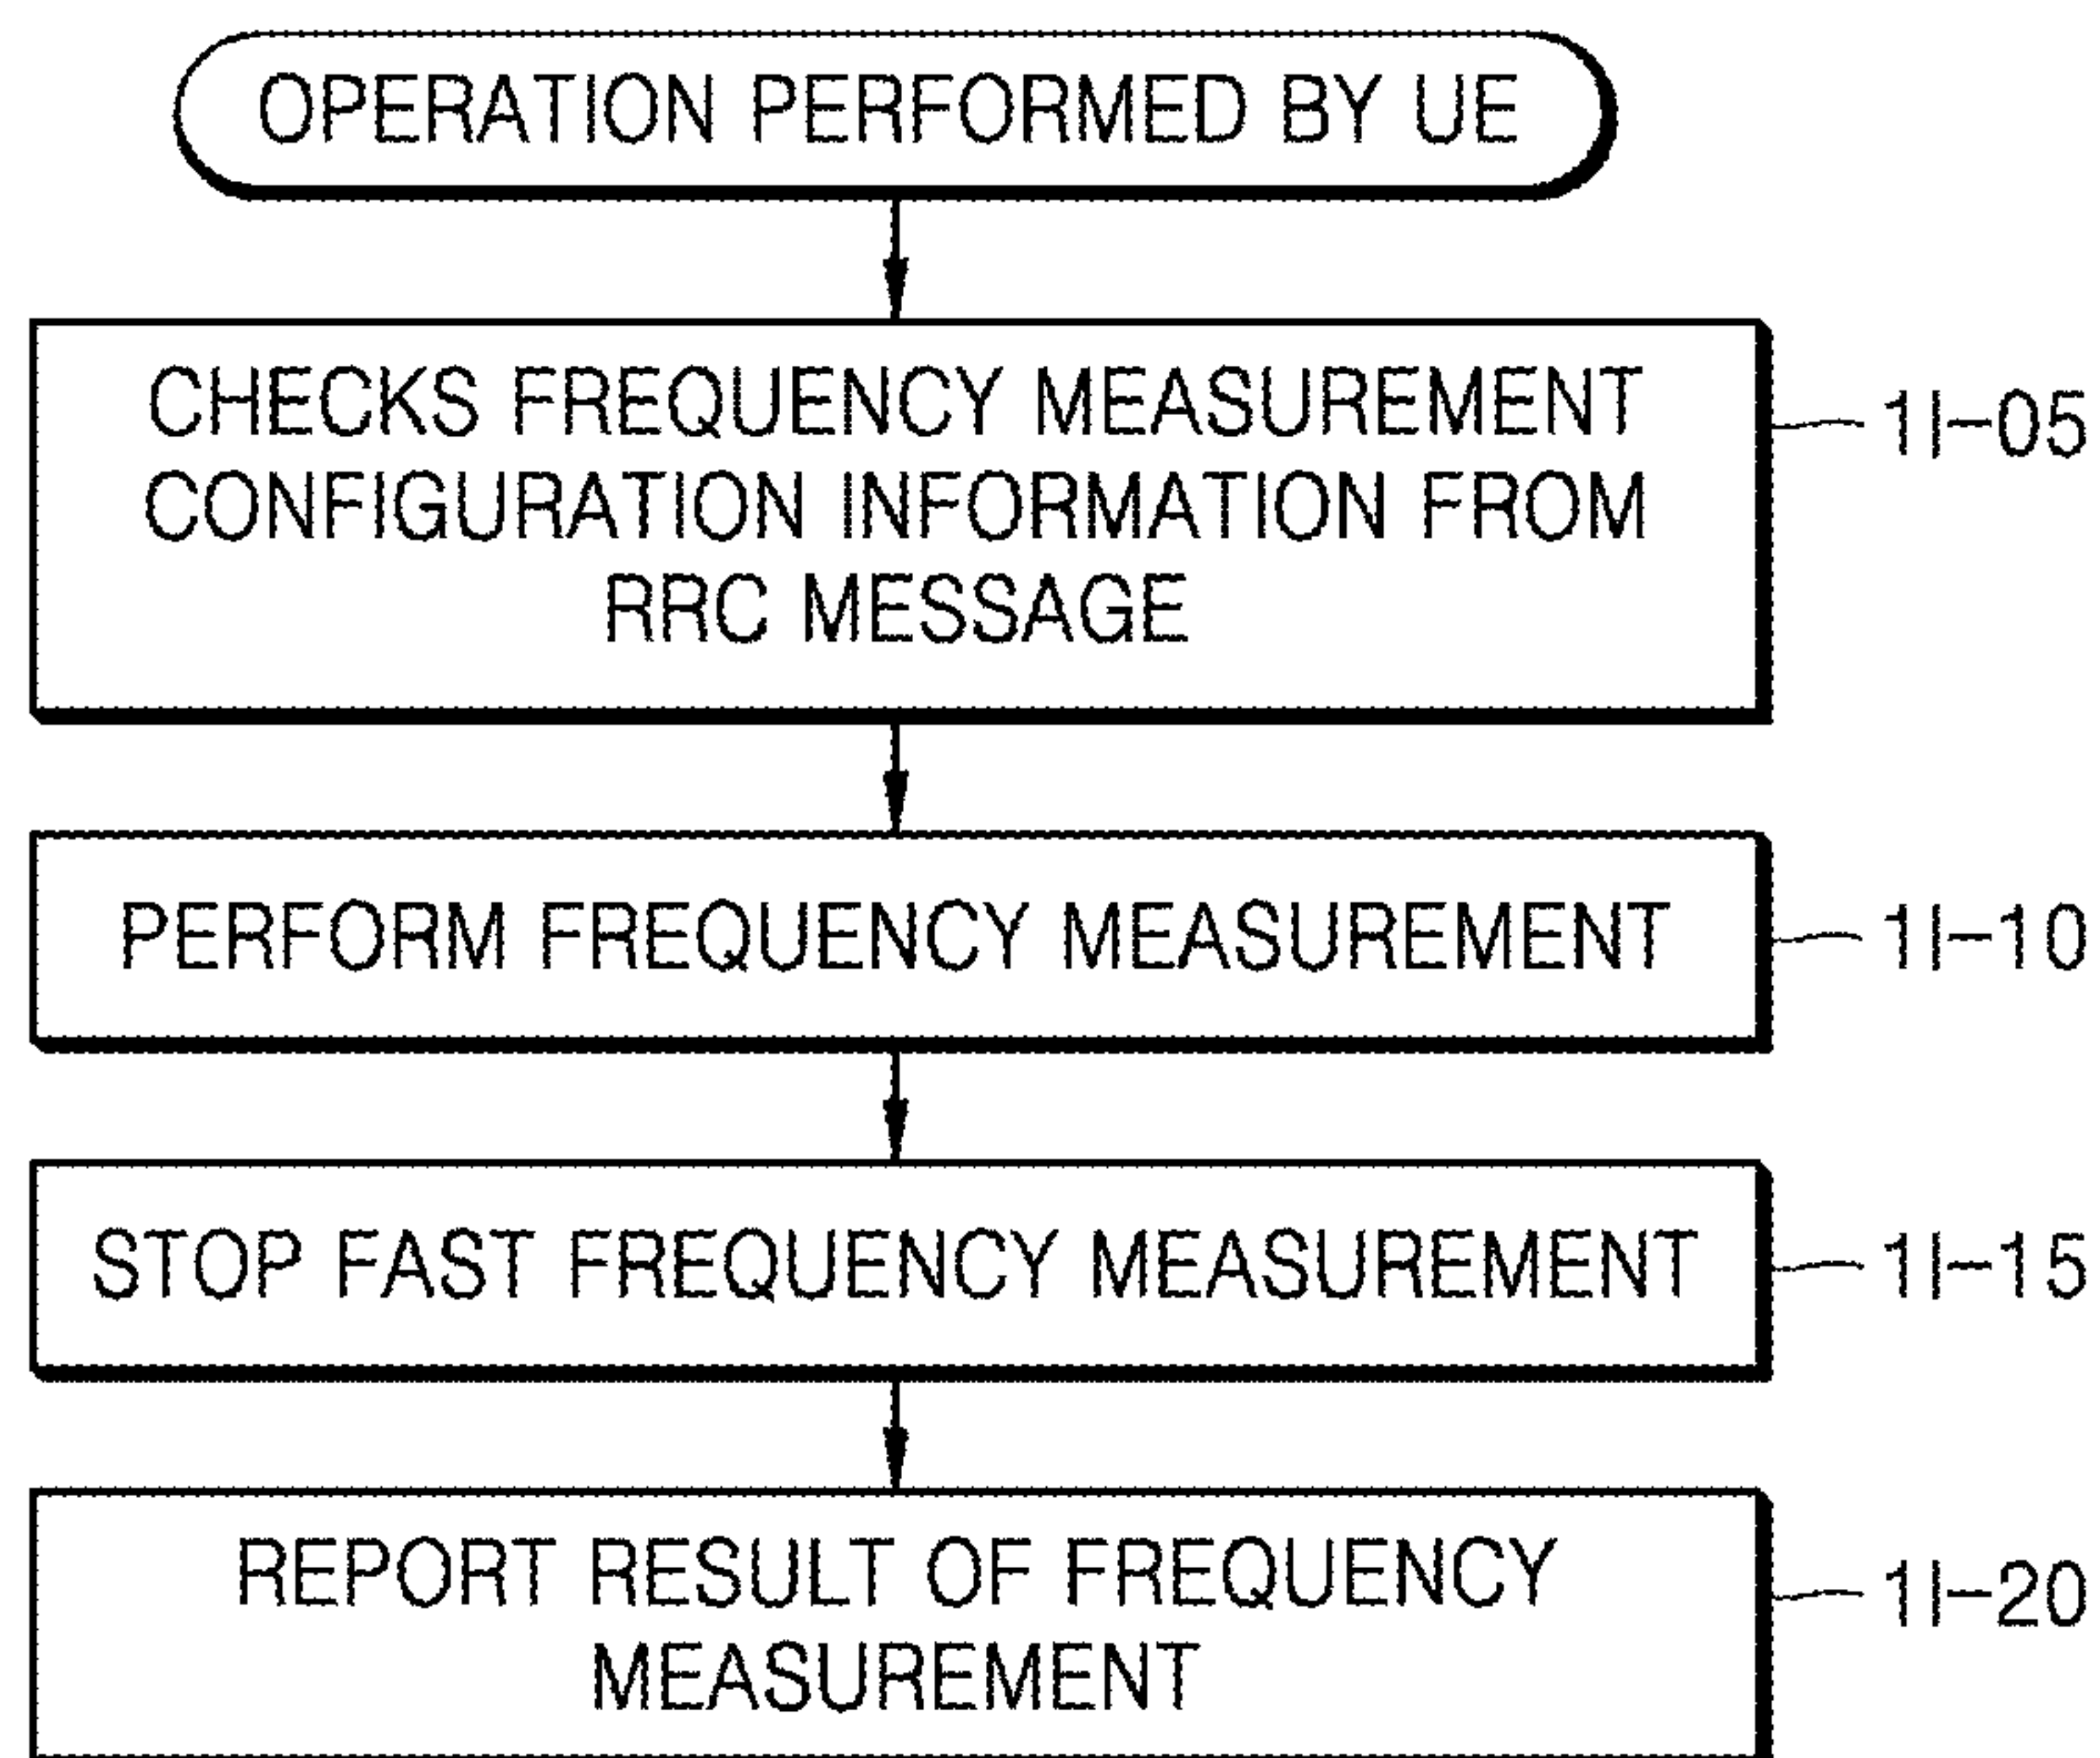 OPERATION PERFORMED BY UE
CHECKS FREQUENCY MEASUREMENT
CONFIGURATION INFORMATION FROM
RRC MESSAGE
1I-05
PERFORM FREQUENCY MEASUREMENT
1I-10
STOP FAST FREQUENCY MEASUREMENT
1I-15
REPORT RESULT OF FREQUENCY
MEASUREMENT
1I-20